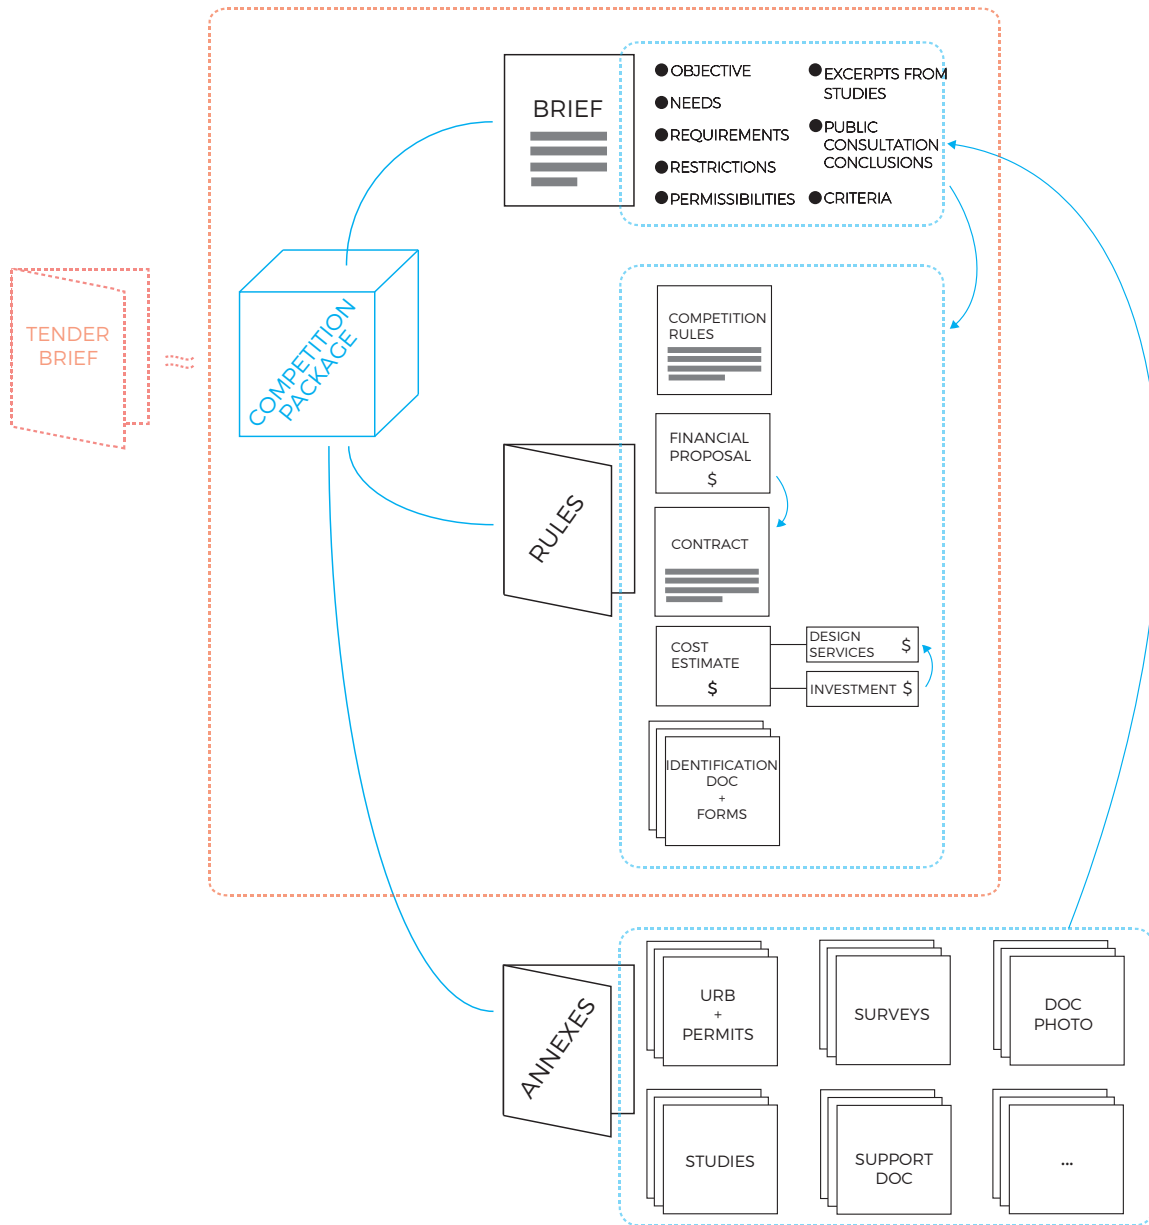 TENDER
BRIEF
≈
COMPETITION
PACKAGE
BRIEF
OBJECTIVE
NEEDS
REQUIREMENTS
RESTRICTIONS
PERMISSIBILITIES
EXCERPTS FROM
STUDIES
PUBLIC
CONSULTATION
CONCLUSIONS
CRITERIA
RULES
COMPETITION
RULES
FINANCIAL
PROPOSAL
$
CONTRACT
COST
ESTIMATE
$
DESIGN
SERVICES $
INVESTMENT $
IDENTIFICATION
DOC
+
FORMS
ANNEXES
URB
+
PERMITS
SURVEYS
DOC
PHOTO
STUDIES
SUPPORT
DOC
...